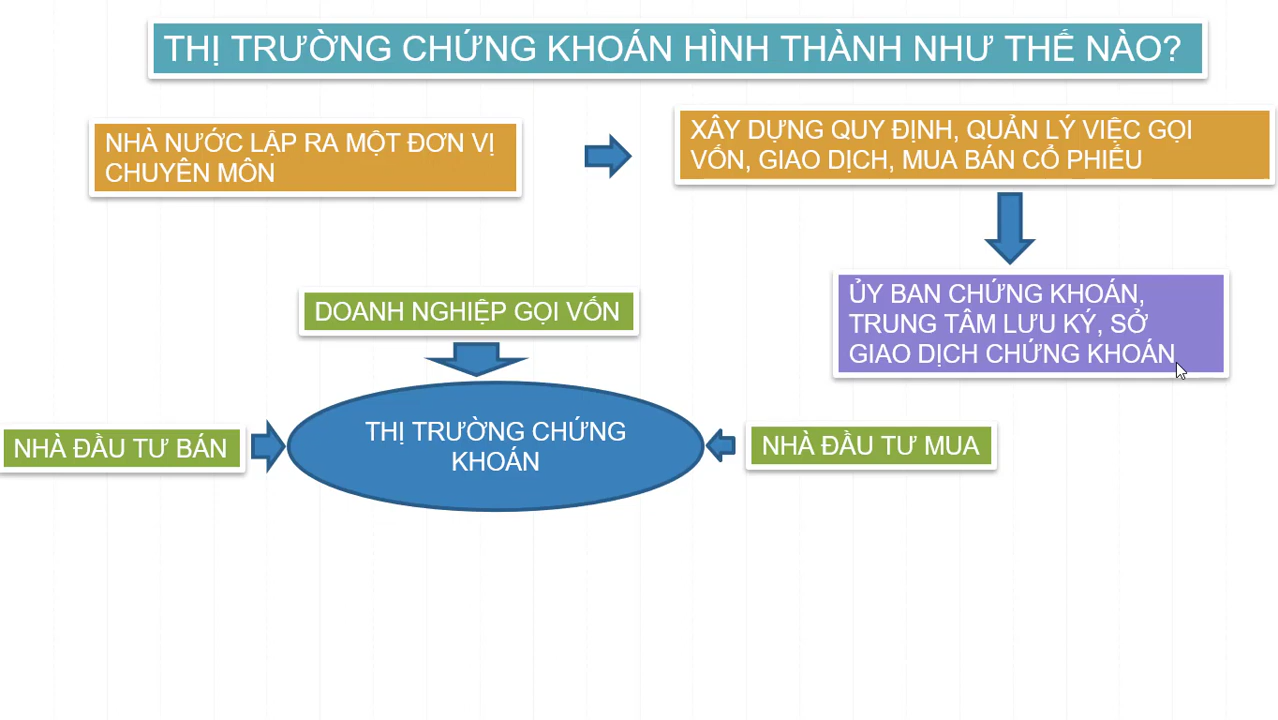 THỊ TRƯỜNG CHỨNG KHOÁN HÌNH THÀNH NHƯ THẾ NÀO?
NHÀ NƯỚC LẬP RA MỘT ĐƠN VỊ
CHUYÊN MÔN
XÂY DỰNG QUY ĐỊNH, QUẢN LÝ VIỆC GỌI
VỐN, GIAO DỊCH, MUA BÁN CỔ PHIẾU
ỦY BAN CHỨNG KHOÁN,
TRUNG TÂM LƯU KÝ, SỞ
GIAO DỊCH CHỨNG KHOÁN
DOANH NGHIỆP GỌI VỐN
NHÀ ĐẦU TƯ BÁN
THỊ TRƯỜNG CHỨNG
KHOÁN
NHÀ ĐẦU TƯ MUA